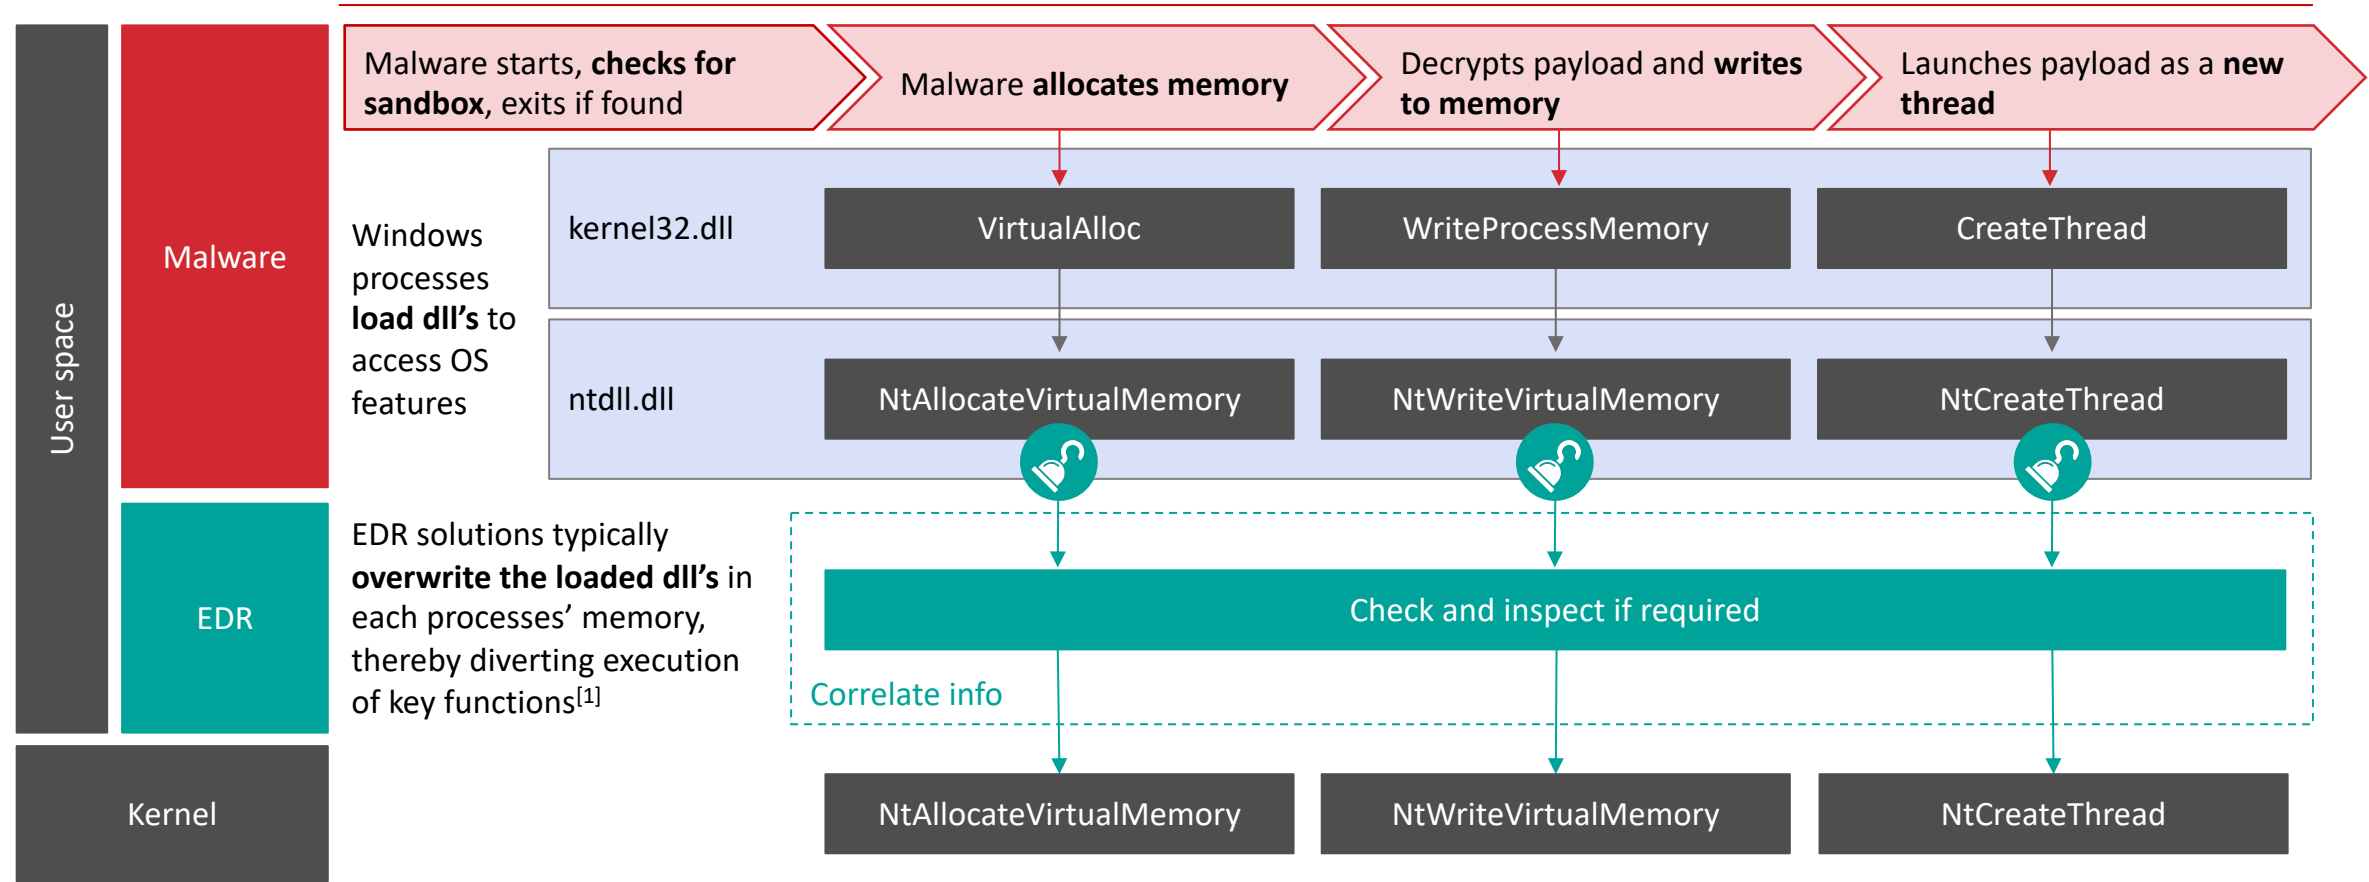 Malware starts, checks for
sandbox, exits if found
Malware allocates memory
Decrypts payload and writes
to memory
Launches payload as a new
thread
User space
Malware
Windows
processes
load dll’s to
access OS
features
kernel32.dll
VirtualAlloc
WriteProcessMemory
CreateThread
ntdll.dll
NtAllocateVirtualMemory
NtWriteVirtualMemory
NtCreateThread
EDR
EDR solutions typically
overwrite the loaded dll’s in
each processes’ memory,
thereby diverting execution
of key functions[1]
Check and inspect if required
Correlate info
Kernel
NtAllocateVirtualMemory
NtWriteVirtualMemory
NtCreateThread